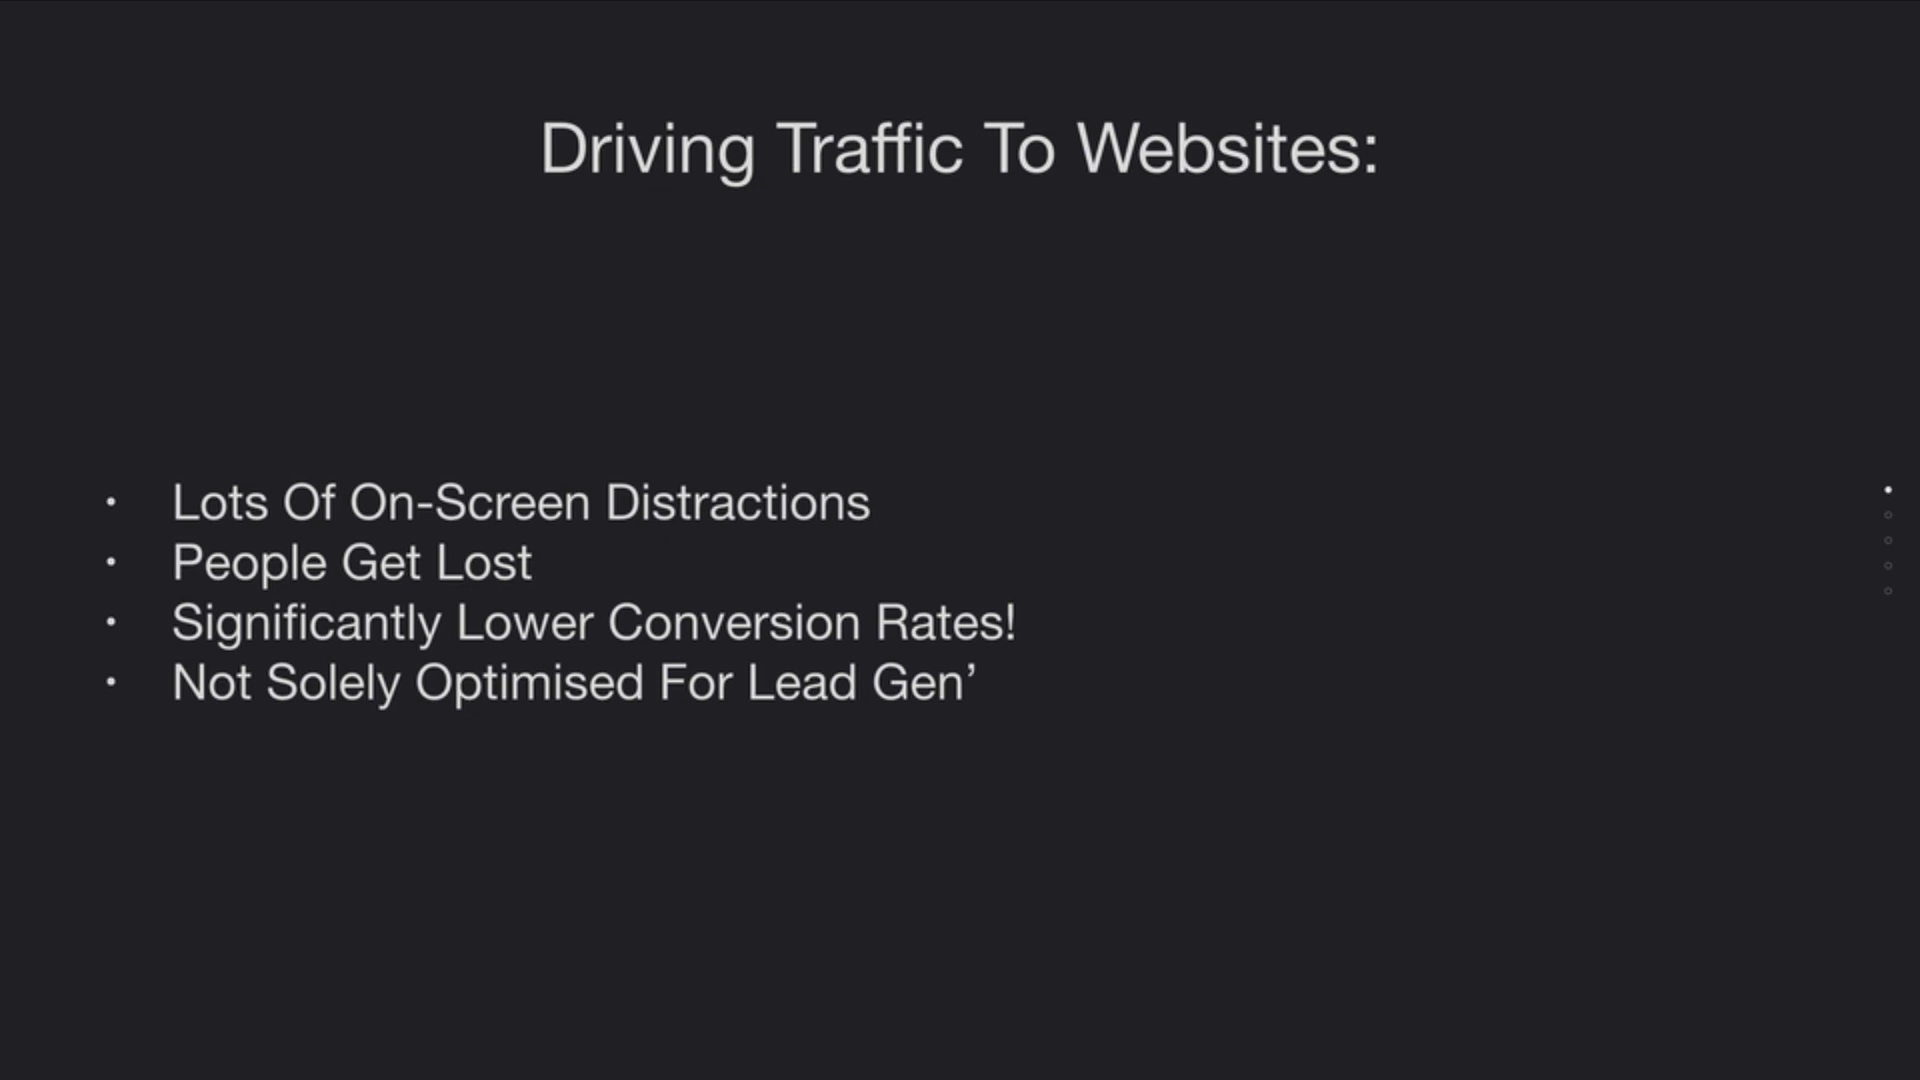 Driving Traffic To Websites:
• Lots Of On-Screen Distractions
• People Get Lost
• Significantly Lower Conversion Rates!
• Not Solely Optimised For Lead Gen’